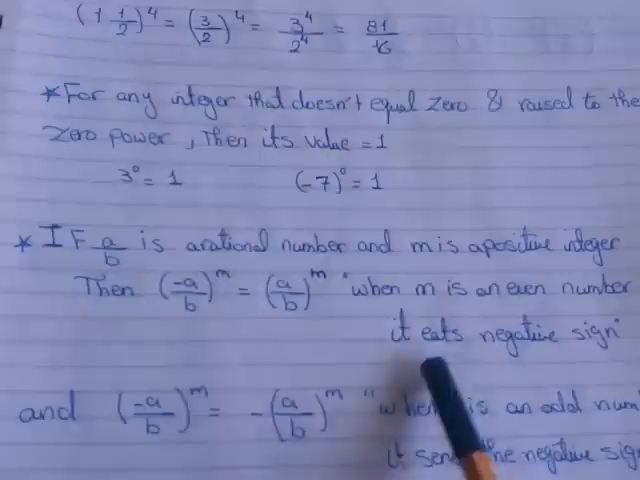 (1 1/2)^4 = (3/2)^4 = 3^4/2^4 = 81/16
* For any integer that doesn't equal Zero & raised to the
Zero power, Then its value = 1
3° = 1 (-7)° = 1
* IF a/b is a rational number and m is a positive integer
Then (-a/b)^m = (a/b)^m "when m is an even number
it eats negative sign"
and (-a/b)^m = -(a/b)^m "when is an odd num
it the negative sig